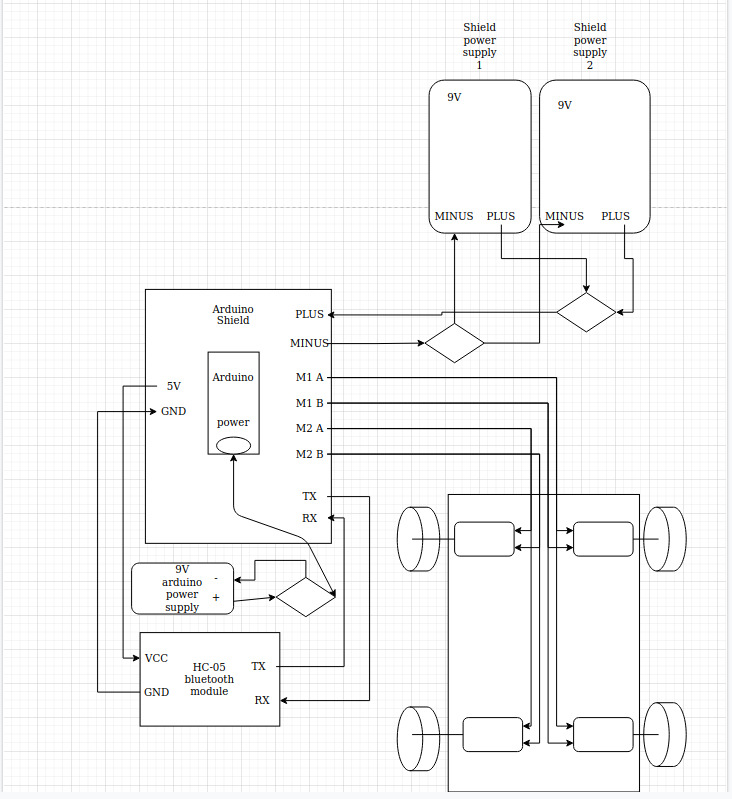 Shield
power
supply
1
Shield
power
supply
2
9V
9V
MINUS PLUS
MINUS PLUS
Arduino
Shield
PLUS
MINUS
Arduino
power
5V
GND
M1 A
M1 B
M2 A
M2 B
TX
RX
9V
arduino
power
supply
-
+
VCC
GND
HC-05
bluetooth
module
TX
RX